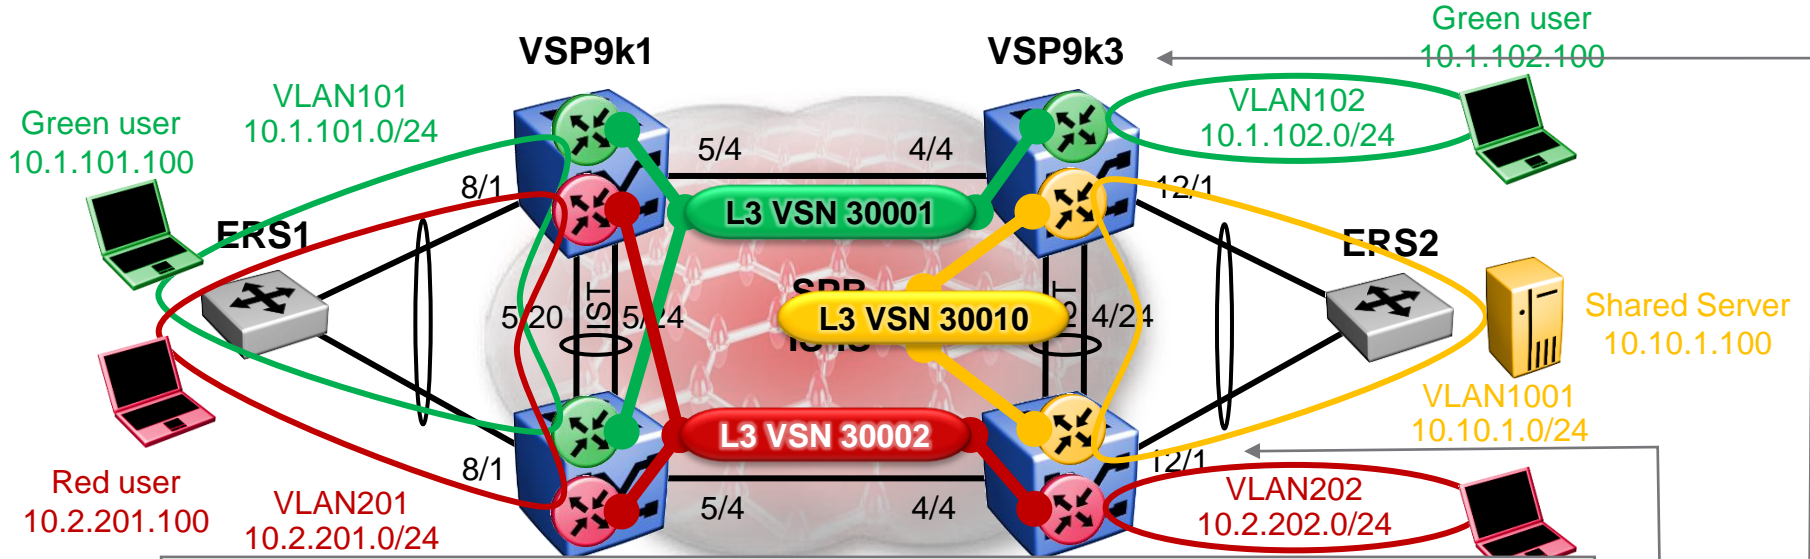 VSP9k1
VSP9k3
Green user
10.1.102.100
VLAN101
10.1.101.0/24
Green user
10.1.101.100
VLAN102
10.1.102.0/24
5/4
4/4
8/1
12/1
L3 VSN 30001
ERS1
ERS2
5/20
IST
5/24
SPB
L3 VSN 30010
4/24
Shared Server
10.10.1.100
VLAN1001
10.10.1.0/24
L3 VSN 30002
8/1
12/1
Red user
10.2.201.100
VLAN201
10.2.201.0/24
5/4
4/4
VLAN202
10.2.202.0/24